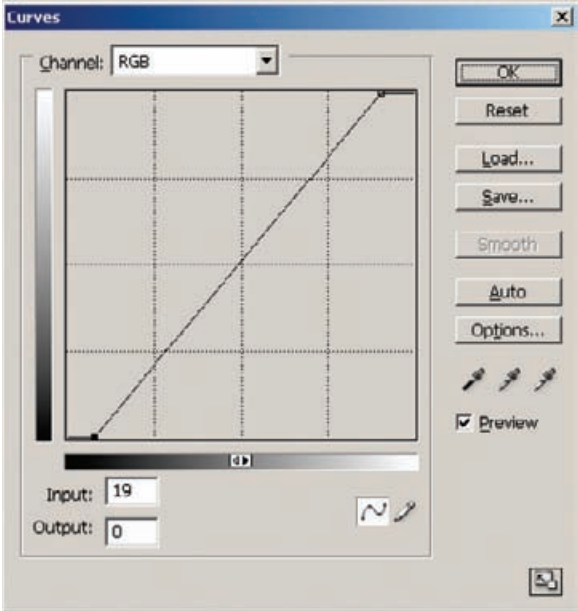 Curves
Channel: RGB
OK
Reset
Load...
Save...
Smooth
Auto
Options...
Preview
Input: 19
Output: 0